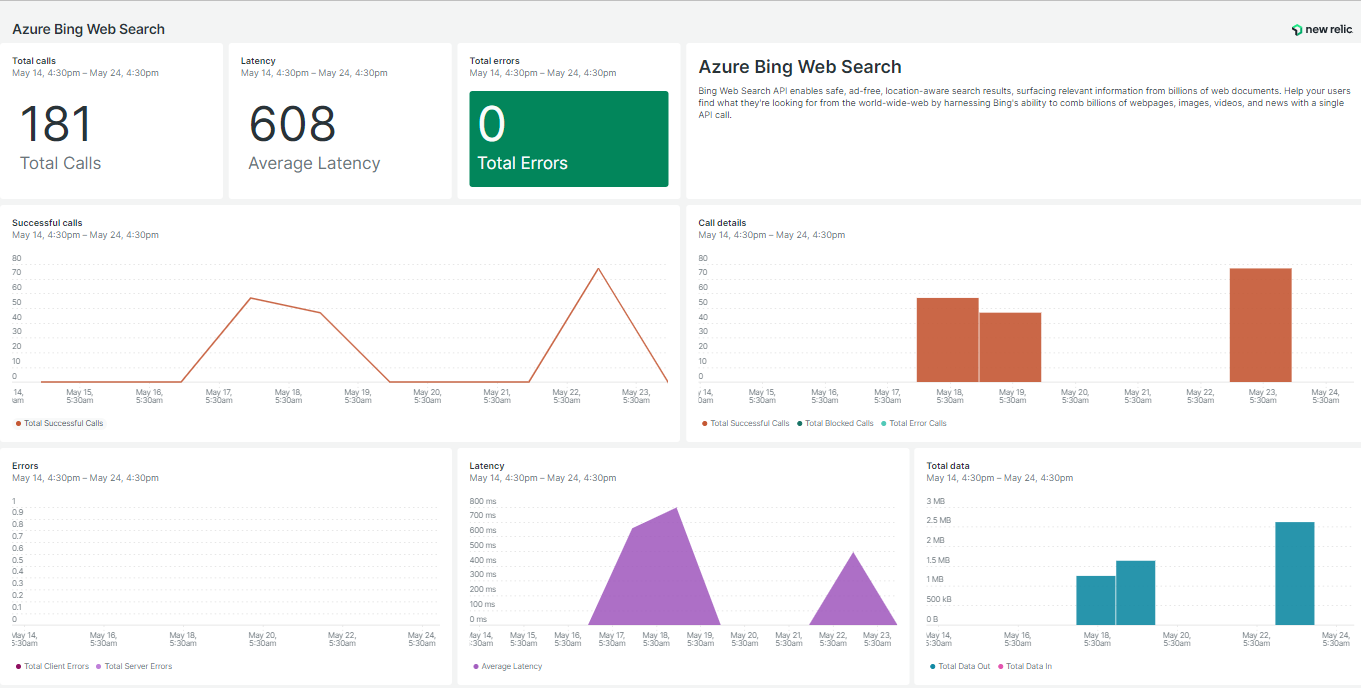 Azure Bing Web Search
new relic.
Total calls
May 14, 4:30pm – May 24, 4:30pm
181
Total Calls
Latency
May 14, 4:30pm – May 24, 4:30pm
608
Average Latency
Total errors
May 14, 4:30pm – May 24, 4:30pm
0
Total Errors
Azure Bing Web Search
Bing Web Search API enables safe, ad-free, location-aware search results, surfacing relevant information from billions of web documents. Help your users
find what they're looking for from the world-wide-web by harnessing Bing's ability to comb billions of webpages, images, videos, and news with a single
API call.
Successful calls
May 14, 4:30pm – May 24, 4:30pm
80
70
60
50
40
30
20
10
0
14, May 15, May 16, May 17, May 18, May 19, May 20, May 21, May 22, May 23,
am 5:30am 5:30am 5:30am 5:30am 5:30am 5:30am 5:30am 5:30am 5:30am
Total Successful Calls
Call details
May 14, 4:30pm – May 24, 4:30pm
80
70
60
50
40
30
20
10
0
14, May 15, May 16, May 17, May 18, May 19, May 20, May 21, May 22, May 23, May 24,
0am 5:30am 5:30am 5:30am 5:30am 5:30am 5:30am 5:30am 5:30am 5:30am 5:30am
Total Successful Calls Total Blocked Calls Total Error Calls
Errors
May 14, 4:30pm – May 24, 4:30pm
1
0.9
0.8
0.7
0.6
0.5
0.4
0.3
0.2
0.1
0
May 14, May 16, May 18, May 20, May 22, May 24,
5:30am 5:30am 5:30am 5:30am 5:30am 5:30am
Total Client Errors Total Server Errors
Latency
May 14, 4:30pm – May 24, 4:30pm
800 ms
700 ms
600 ms
500 ms
400 ms
300 ms
200 ms
100 ms
0 ms
May 14, May 15, May 16, May 17, May 18, May 19, May 20, May 21, May 22, May 23,
5:30am 5:30am 5:30am 5:30am 5:30am 5:30am 5:30am 5:30am 5:30am 5:30am
Average Latency
Total data
May 14, 4:30pm – May 24, 4:30pm
3 MB
2.5 MB
2 MB
1.5 MB
1 MB
500 kB
0 B
May 14, May 16, May 18, May 20, May 22, May 24,
5:30am 5:30am 5:30am 5:30am 5:30am 5:30am
Total Data Out Total Data In